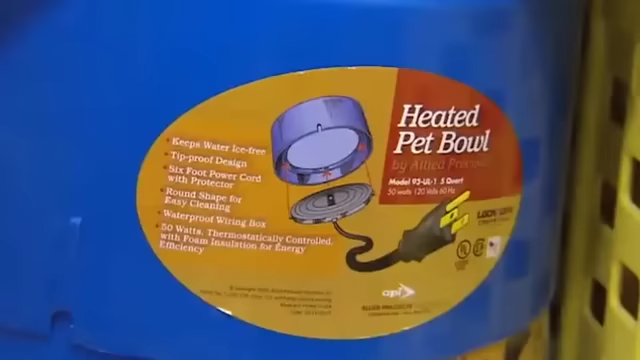 Heated
Pet Bowl
by Allied Precision
Model 92-UL-1 5 Quart
50 watts 120 Volts 60 Hz
• Keeps Water Ice-free
• Tip-proof Design
• Six Foot Power Cord
with Protector
• Round Shape for
Easy Cleaning
• Waterproof Wiring Box
• 50 Watts, Thermostatically Controlled,
with Foam Insulation for Energy
Efficiency
api